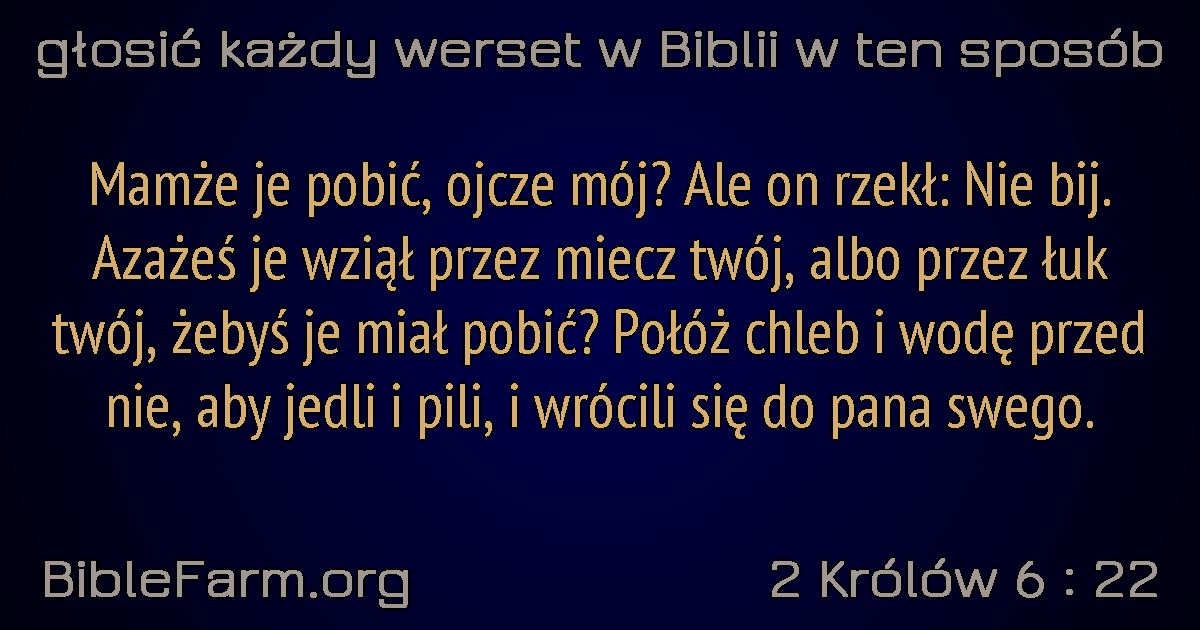 głosić każdy werset w Biblii w ten sposób
Mamże je pobić, ojcze mój? Ale on rzekł: Nie bij.
Azażeś je wziął przez miecz twój, albo przez łuk
twój, żebyś je miał pobić? Połóż chleb i wodę przed
nie, aby jedli i pili, i wrócili się do pana swego.
BibleFarm.org
2 Królów 6 : 22